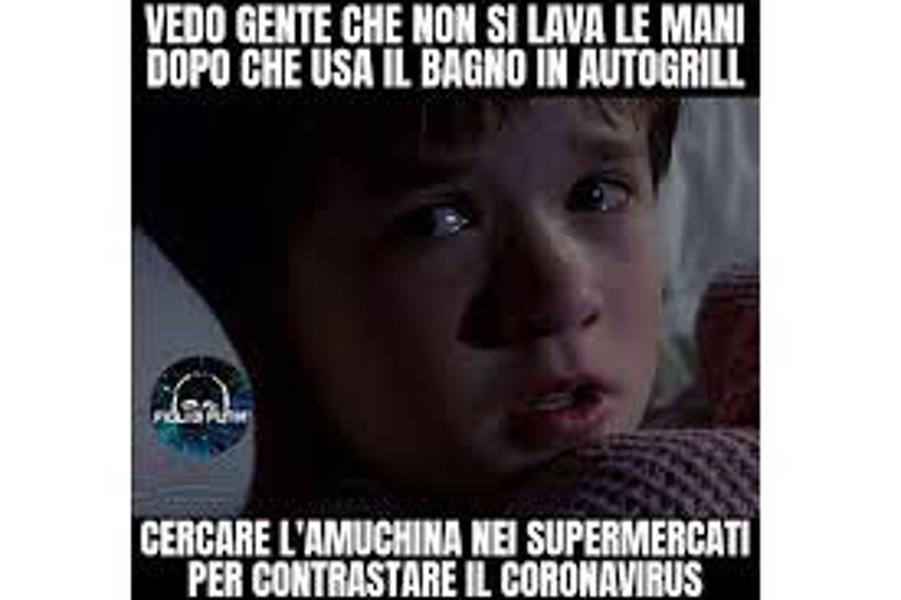 VEDO GENTE CHE NON SI LAVA LE MANI
DOPO CHE USA IL BAGNO IN AUTOGRILL
CERCARE L'AMUCHINA NEI SUPERMERCATI
PER CONTRASTARE IL CORONAVIRUS